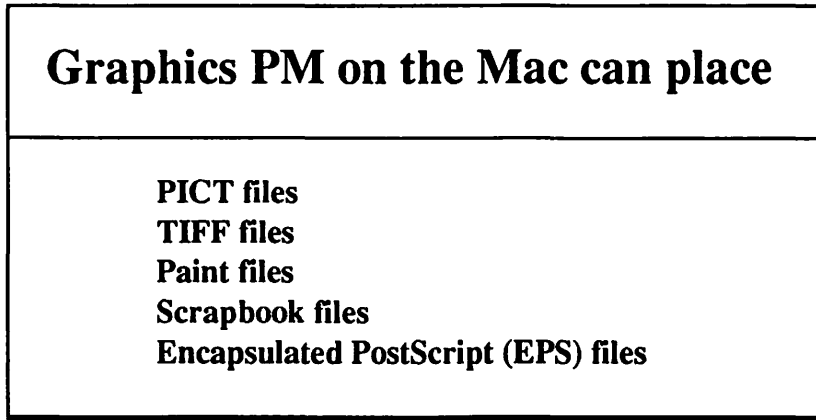 Graphics PM on the Mac can place
PICT files
TIFF files
Paint files
Scrapbook files
Encapsulated PostScript (EPS) files